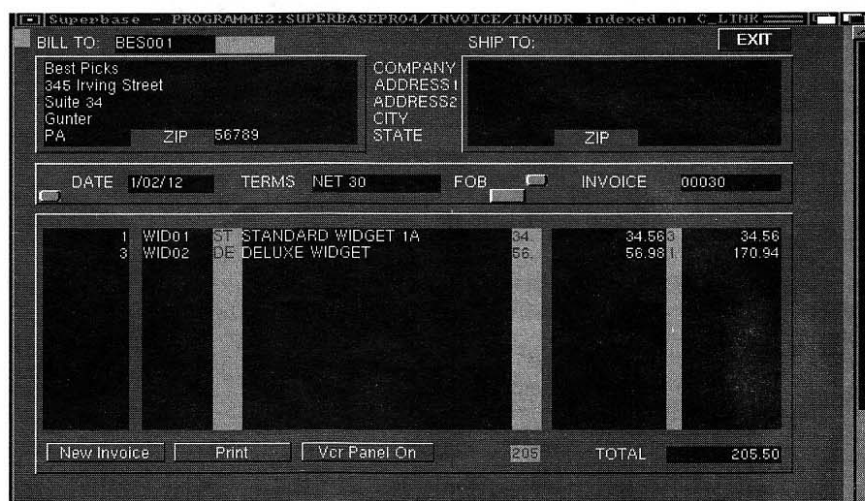 Superbase - PROGRAMME2:SUPERBASEPRO4/INVOICE/INVHDR indexed on C_LINK
BILL TO: BES001 SHIP TO: EXIT
Best Picks COMPANY
345 Irving Street ADDRESS1
Suite 34 ADDRESS2
Gunter CITY
PA ZIP 56789 STATE ZIP
DATE 1/02/12 TERMS NET 30 FOB INVOICE 00030
1 WID01 ST STANDARD WIDGET 1A 34. 34.56 3 34.56
3 WID02 DE DELUXE WIDGET 56. 56.98 1. 170.94
New Invoice Print Vcr Panel On 205 TOTAL 205.50